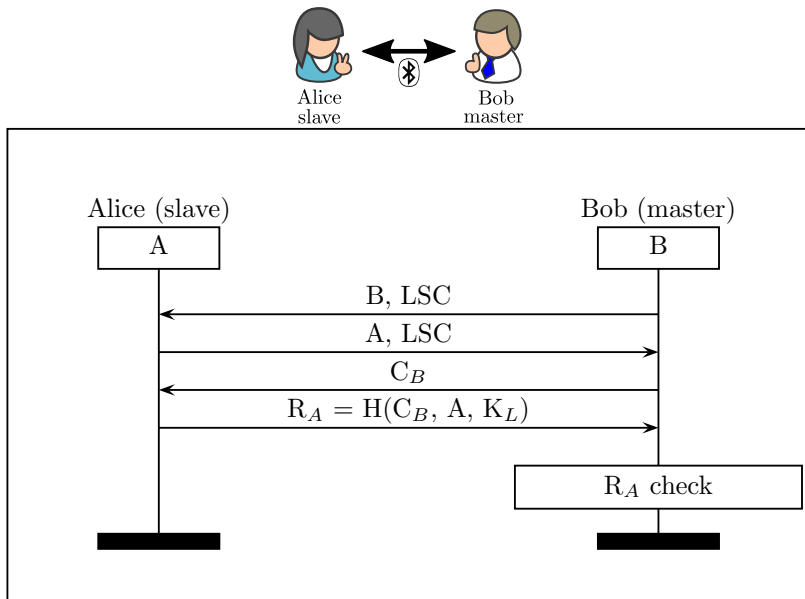 Alice
slave
Bob
master
Alice (slave)
Bob (master)
A
B
B, LSC
A, LSC
C_B
R_A = H(C_B, A, K_L)
R_A check